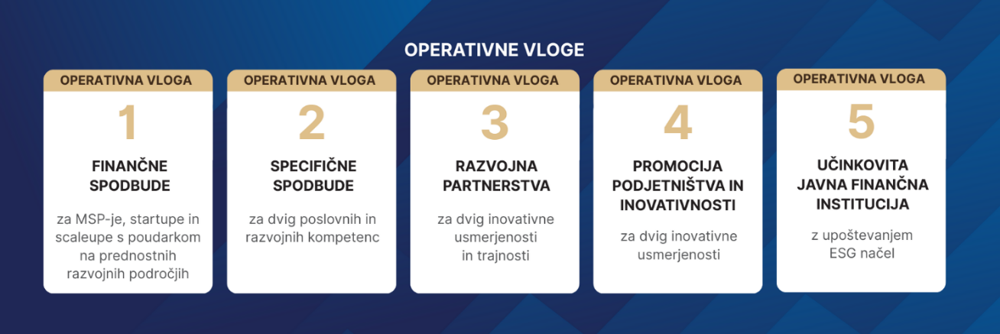 OPERATIVNE VLOGE
OPERATIVNA VLOGA
1
FINANČNE
SPODBUDE
za MSP-je, startupe in
scaleupe s poudarkom
na prednostnih
razvojnih področjih
OPERATIVNA VLOGA
2
SPECIFIČNE
SPODBUDE
za dvig poslovnih in
razvojnih kompetenc
OPERATIVNA VLOGA
3
RAZVOJNA
PARTNERSTVA
za dvig inovativne
usmerjenosti
in trajnosti
OPERATIVNA VLOGA
4
PROMOCIJA
PODJETNIŠTVA IN
INOVATIVNOSTI
za dvig inovativne
usmerjenosti
OPERATIVNA VLOGA
5
UČINKOVITA
JAVNA FINANČNA
INSTITUCIJA
z upoštevanjem
ESG načel